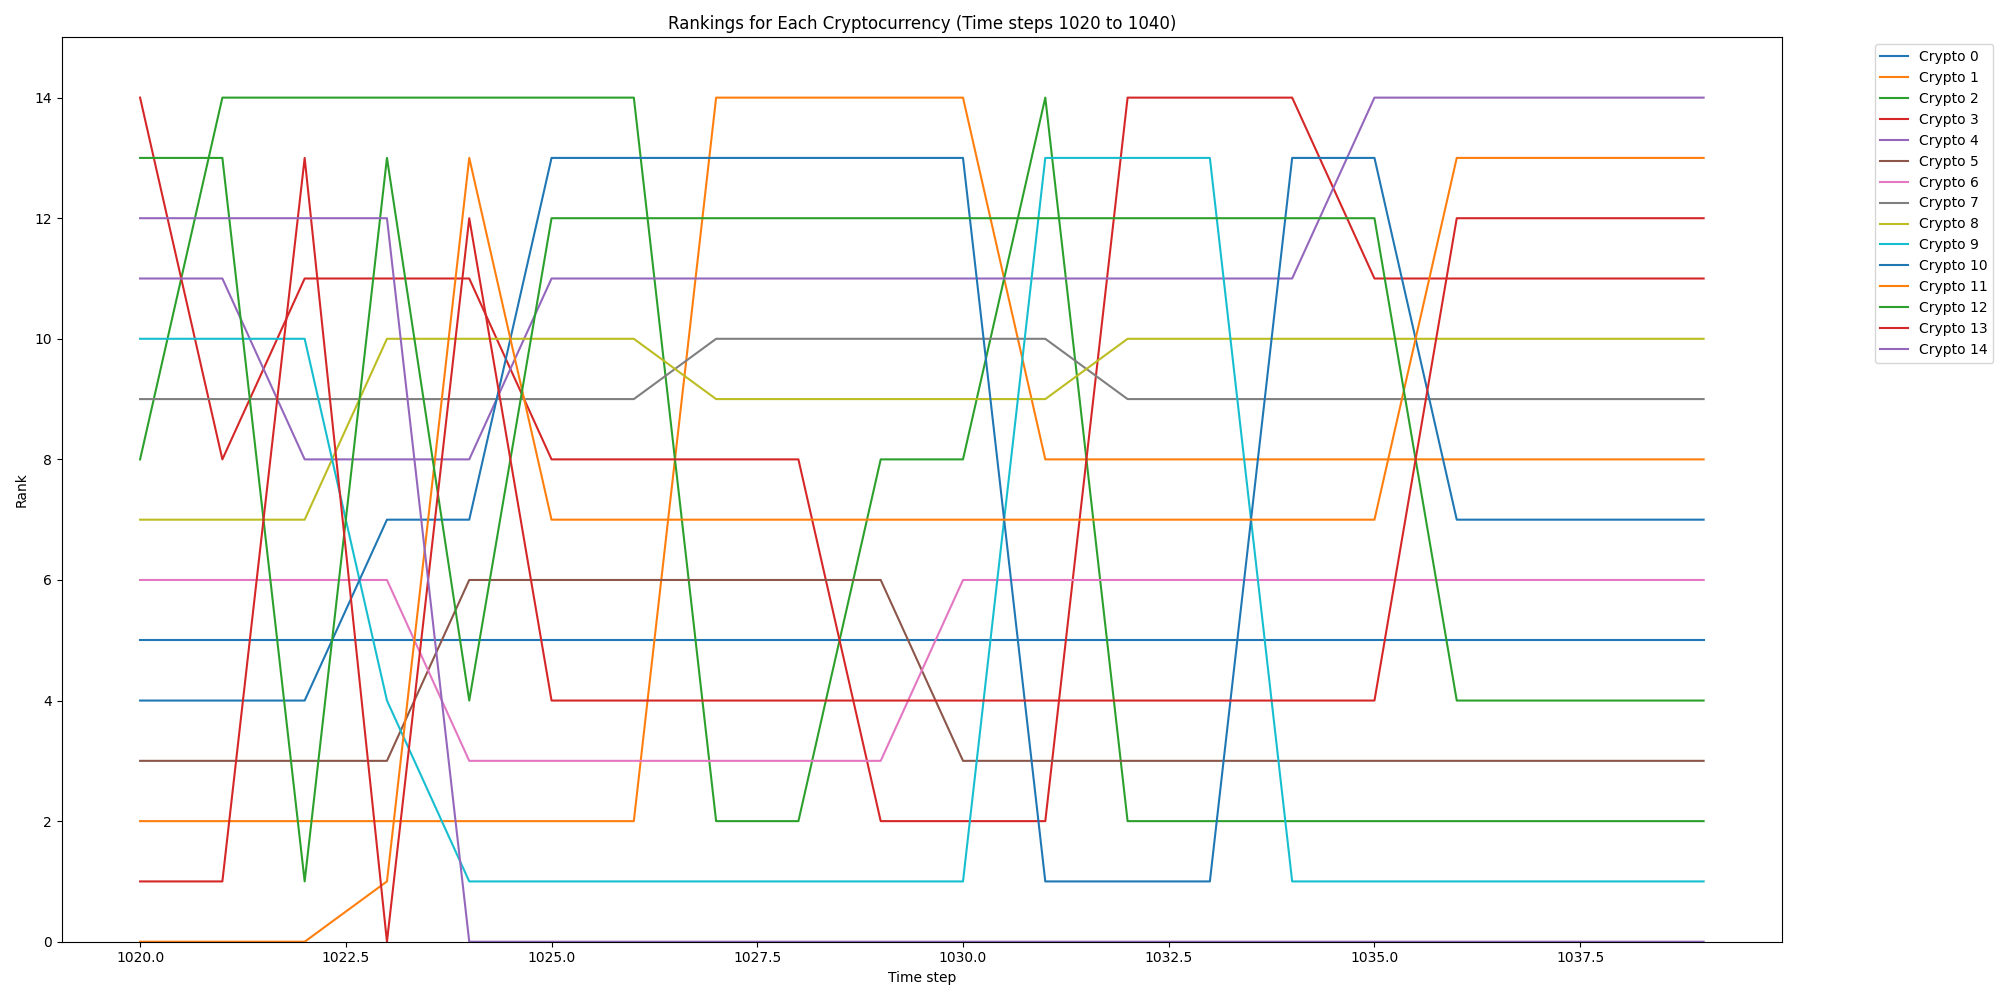 Rankings for Each Cryptocurrency (Time steps 1020 to 1040)
Rank
14
12
10
8
6
4
2
0
1020.0
1022.5
1025.0
1027.5
1030.0
1032.5
1035.0
1037.5
Time step
Crypto 0
Crypto 1
Crypto 2
Crypto 3
Crypto 4
Crypto 5
Crypto 6
Crypto 7
Crypto 8
Crypto 9
Crypto 10
Crypto 11
Crypto 12
Crypto 13
Crypto 14